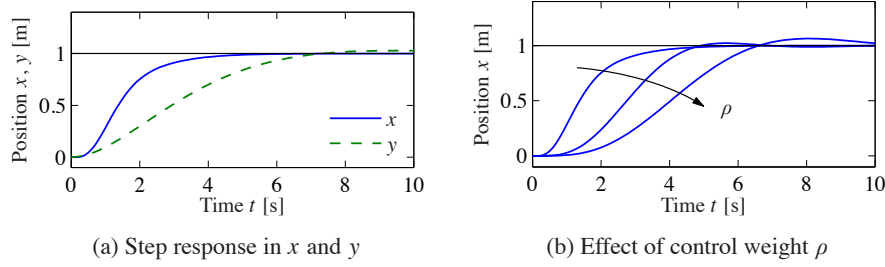 Position x, y [m]
1
0.5
0
0
2
4
6
8
10
x
y
Time t [s]
(a) Step response in x and y
Position x [m]
1
0.5
0
0
2
4
6
8
10
ρ
Time t [s]
(b) Effect of control weight ρ